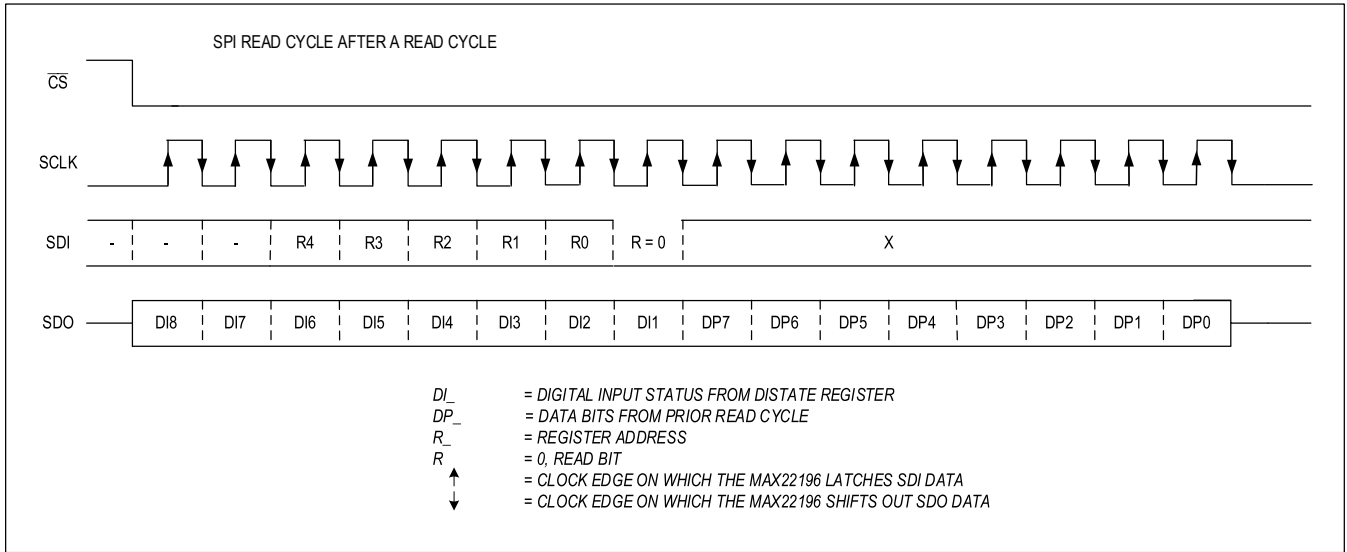 SPI READ CYCLE AFTER A READ CYCLE
CS
SCLK
SDI - - - R4 R3 R2 R1 R0 R = 0 X
SDO DI8 DI7 DI6 DI5 DI4 DI3 DI2 DI1 DP7 DP6 DP5 DP4 DP3 DP2 DP1 DP0
DI_ = DIGITAL INPUT STATUS FROM DISTATE REGISTER
DP_ = DATA BITS FROM PRIOR READ CYCLE
R_ = REGISTER ADDRESS
R = 0, READ BIT
= CLOCK EDGE ON WHICH THE MAX22196 LATCHES SDI DATA
= CLOCK EDGE ON WHICH THE MAX22196 SHIFTS OUT SDO DATA